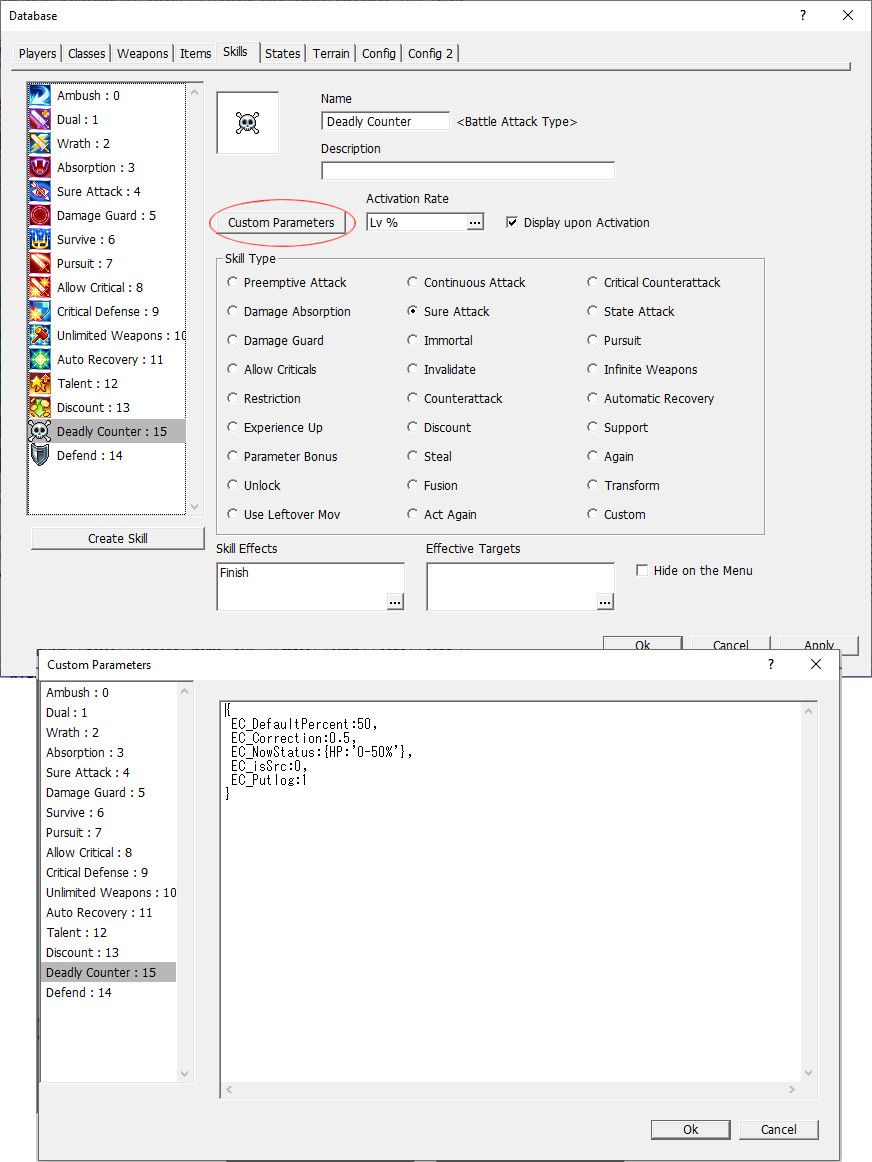 Database
?
Players Classes Weapons Items Skills States Terrain Config Config 2
Ambush : 0
Dual : 1
Wrath : 2
Absorption : 3
Sure Attack : 4
Damage Guard : 5
Survive : 6
Pursuit : 7
Allow Critical : 8
Critical Defense : 9
Unlimited Weapons : 10
Auto Recovery : 11
Talent : 12
Discount : 13
Deadly Counter : 15
Defend : 14
Create Skill
Name
Deadly Counter <Battle Attack Type>
Description
Activation Rate
Custom Parameters Lv % ... Display upon Activation
Skill Type
Preemptive Attack Continuous Attack Critical Counterattack
Damage Absorption Sure Attack State Attack
Damage Guard Immortal Pursuit
Allow Criticals Invalidate Infinite Weapons
Restriction Counterattack Automatic Recovery
Experience Up Discount Support
Parameter Bonus Steal Again
Unlock Fusion Transform
Use Leftover Mov Act Again Custom
Skill Effects Effective Targets
Finish ... ... Hide on the Menu
Ok Cancel Apply
Custom Parameters
?
Ambush : 0
Dual : 1
Wrath : 2
Absorption : 3
Sure Attack : 4
Damage Guard : 5
Survive : 6
Pursuit : 7
Allow Critical : 8
Critical Defense : 9
Unlimited Weapons : 10
Auto Recovery : 11
Talent : 12
Discount : 13
Deadly Counter : 15
Defend : 14
{
EC_DefaultPercent:50,
EC_Correction:0.5,
EC_NowStatus:{HP:'0-50%'},
EC_isSrc:0,
EC_Putlog:1
}
Ok Cancel